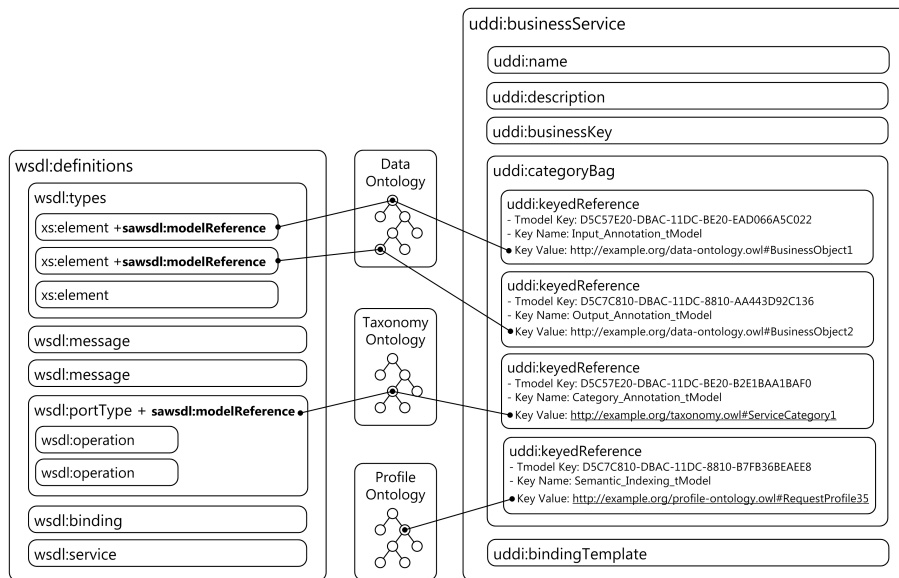 wsdl:definitions
wsdl:types
xs:element +sawsdl:modelReference
xs:element +sawsdl:modelReference
xs:element
wsdl:message
wsdl:message
wsdl:portType + sawsdl:modelReference
wsdl:operation
wsdl:operation
wsdl:binding
wsdl:service
Data
Ontology
Taxonomy
Ontology
Profile
Ontology
uddi:businessService
uddi:name
uddi:description
uddi:businessKey
uddi:categoryBag
uddi:keyedReference
- Tmodel Key: D5C57E20-DBAC-11DC-BE20-EAD066A5C022
- Key Name: Input_Annotation_tModel
Key Value: http://example.org/data-ontology.owl#BusinessObject1
uddi:keyedReference
- Tmodel Key: D5C7C810-DBAC-11DC-8810-AA443D92C136
- Key Name: Output_Annotation_tModel
Key Value: http://example.org/data-ontology.owl#BusinessObject2
uddi:keyedReference
- Tmodel Key: D5C57E20-DBAC-11DC-BE20-B2E1BAA1BAF0
- Key Name: Category_Annotation_tModel
Key Value: http://example.org/taxonomy.owl#ServiceCategory1
uddi:keyedReference
- Tmodel Key: D5C7C810-DBAC-11DC-8810-B7FB36BEAEE8
- Key Name: Semantic_Indexing_tModel
Key Value: http://example.org/profile-ontology.owl#RequestProfile35
uddi:bindingTemplate